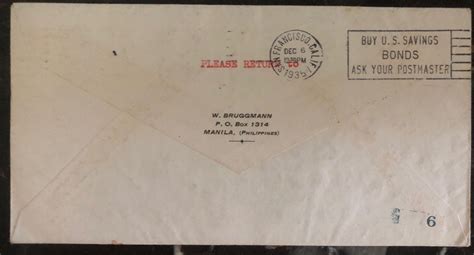 SAN FRANCISCO, CALIF.
DEC 6
1935
BUY U.S. SAVINGS
BONDS
ASK YOUR POSTMASTER
PLEASE RETURN to
W. BRUGGMANN
P. O. Box 1314
MANILA, (PHILIPPINES)
6